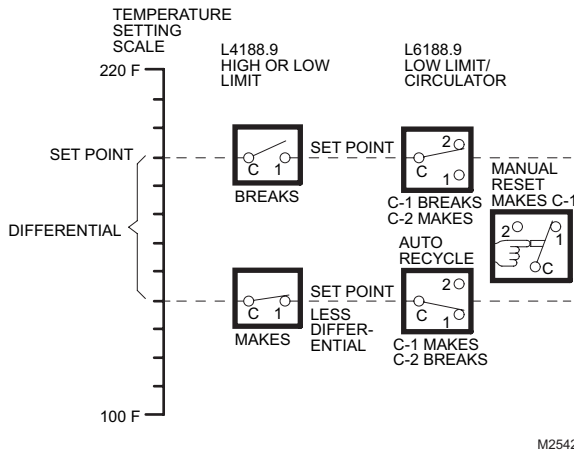 TEMPERATURE
SETTING
SCALE
220 F
L4188.9
HIGH OR LOW
LIMIT
L6188.9
LOW LIMIT/
CIRCULATOR
SET POINT
C 1
BREAKS
SET POINT
2
C
1
C-1 BREAKS
C-2 MAKES
MANUAL
RESET
MAKES C-1
2
1
C
DIFFERENTIAL
AUTO
RECYCLE
C 1
MAKES
SET POINT
LESS
DIFFER-
ENTIAL
2
C
1
C-1 MAKES
C-2 BREAKS
100 F
M2542